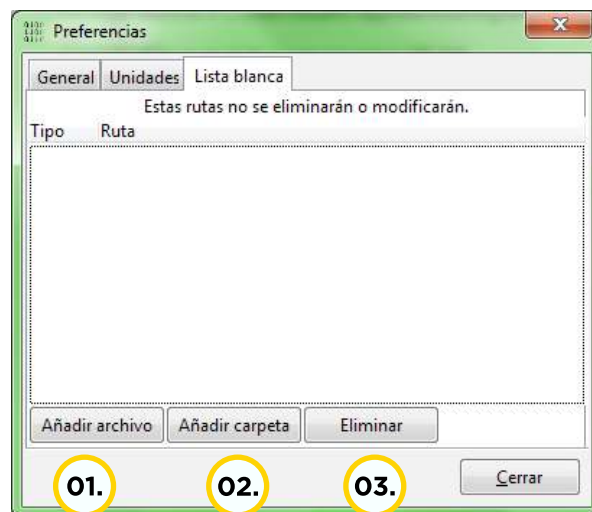 Preferencias
General Unidades Lista blanca
Estas rutas no se eliminarán o modificarán.
Tipo Ruta
Añadir archivo Añadir carpeta Eliminar
01. 02. 03.
Cerrar